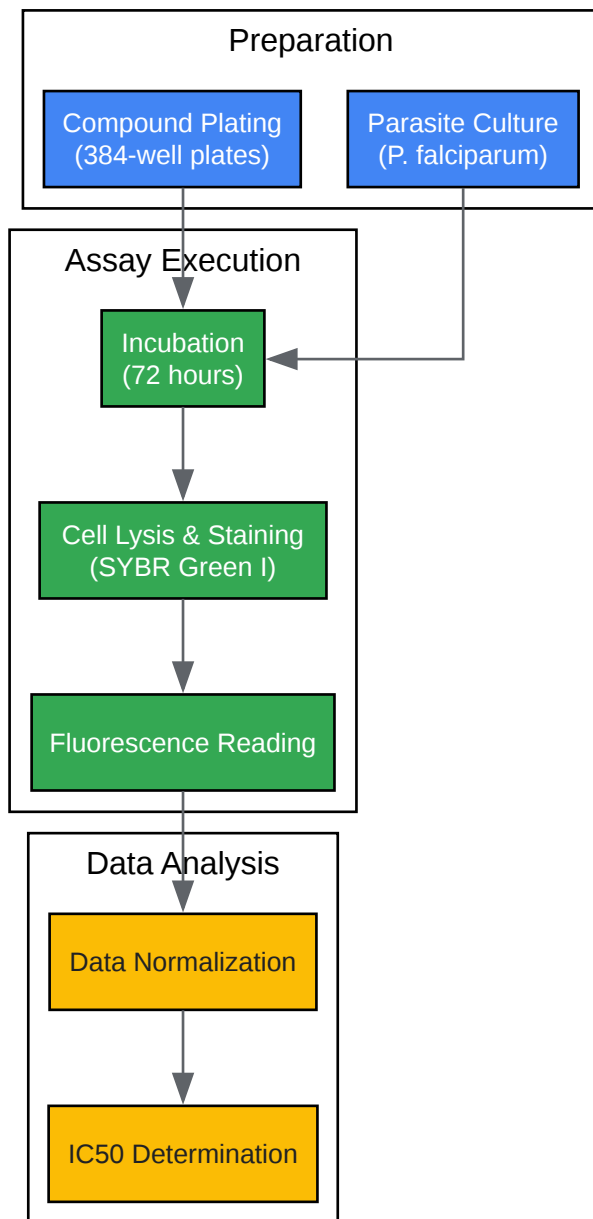 Preparation
Compound Plating
(384-well plates)
Parasite Culture
(P. falciparum)
Assay Execution
Incubation
(72 hours)
Cell Lysis & Staining
(SYBR Green I)
Fluorescence Reading
Data Analysis
Data Normalization
IC50 Determination